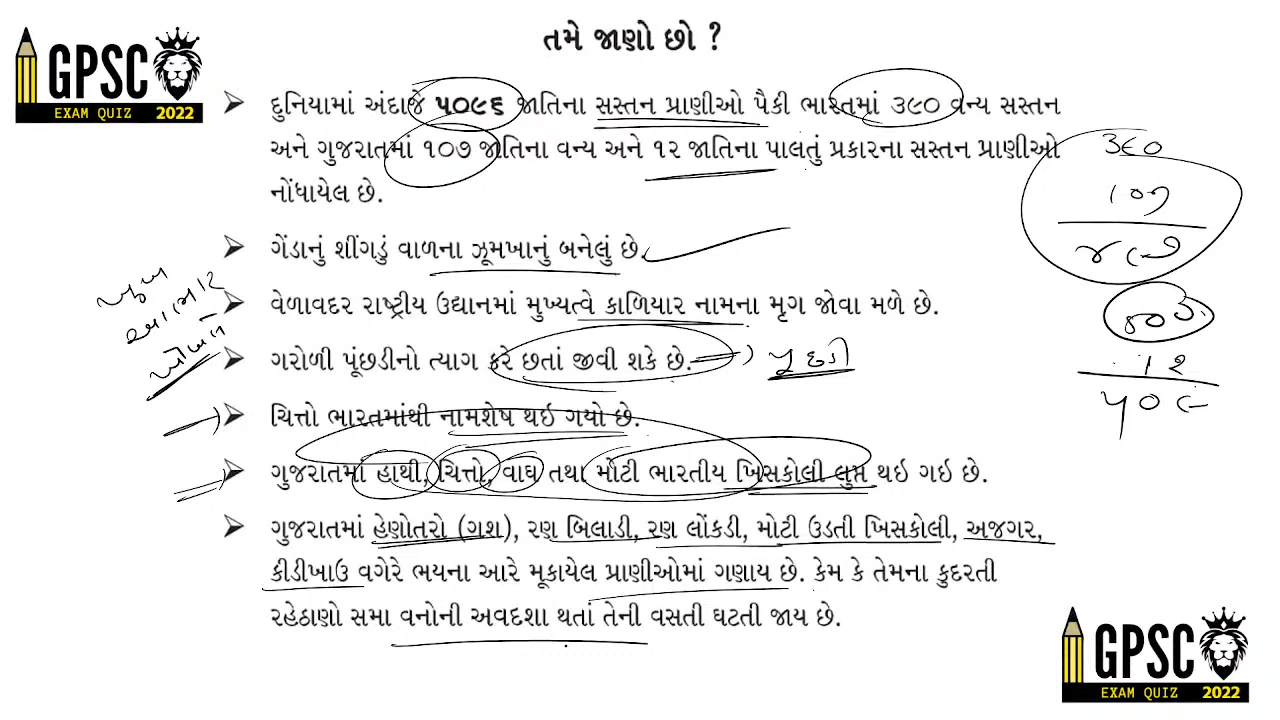 તમે જાણો છો ?
GPSC
EXAM QUIZ 2022
➤ દુનિયામાં અંદાજે ૫૦૯૬ જાતિના સસ્તન પ્રાણીઓ પૈકી ભારતમાં ૩૯૦ વન્ય સસ્તન
અને ગુજરાતમાં ૧૦૭ જાતિના વન્ય અને ૧૨ જાતિના પાલતું પ્રકારના સસ્તન પ્રાણીઓ
નોંધાયેલ છે.
૩૯૦
૧૦૭
૪૯૭
➤ ગેંડાનું શીંગડું વાળના ઝૂમખાનું બનેલું છે.
➤ વેળાવદર રાષ્ટ્રીય ઉદ્યાનમાં મુખ્યત્વે કાળિયાર નામના મૃગ જોવા મળે છે.
➤ ગરોળી પૂંછડીનો ત્યાગ કરે છતાં જીવી શકે છે.
૧૨
૫૦૯
➤ ચિત્તો ભારતમાંથી નામશેષ થઇ ગયો છે.
➤ ગુજરાતમાં હાથી, ચિત્તો, વાઘ તથા મોટી ભારતીય ખિસકોલી લુપ્ત થઇ ગઇ છે.
➤ ગુજરાતમાં હેણોતરો (ગશ), રણ બિલાડી, રણ લોંકડી, મોટી ઉડતી ખિસકોલી, અજગર,
કીડીખાઉ વગેરે ભયના આરે મૂકાયેલ પ્રાણીઓમાં ગણાય છે. કેમ કે તેમના કુદરતી
રહેઠાણો સમા વનોની અવદશા થતાં તેની વસતી ઘટતી જાય છે.
GPSC
EXAM QUIZ 2022